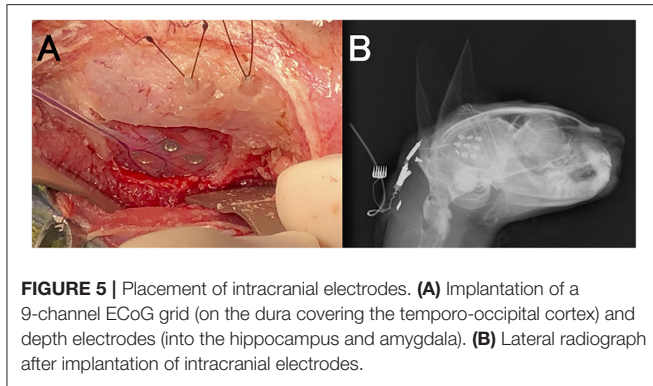 A
B
FIGURE 5 | Placement of intracranial electrodes. (A) Implantation of a
9-channel ECoG grid (on the dura covering the temporo-occipital cortex) and
depth electrodes (into the hippocampus and amygdala). (B) Lateral radiograph
after implantation of intracranial electrodes.